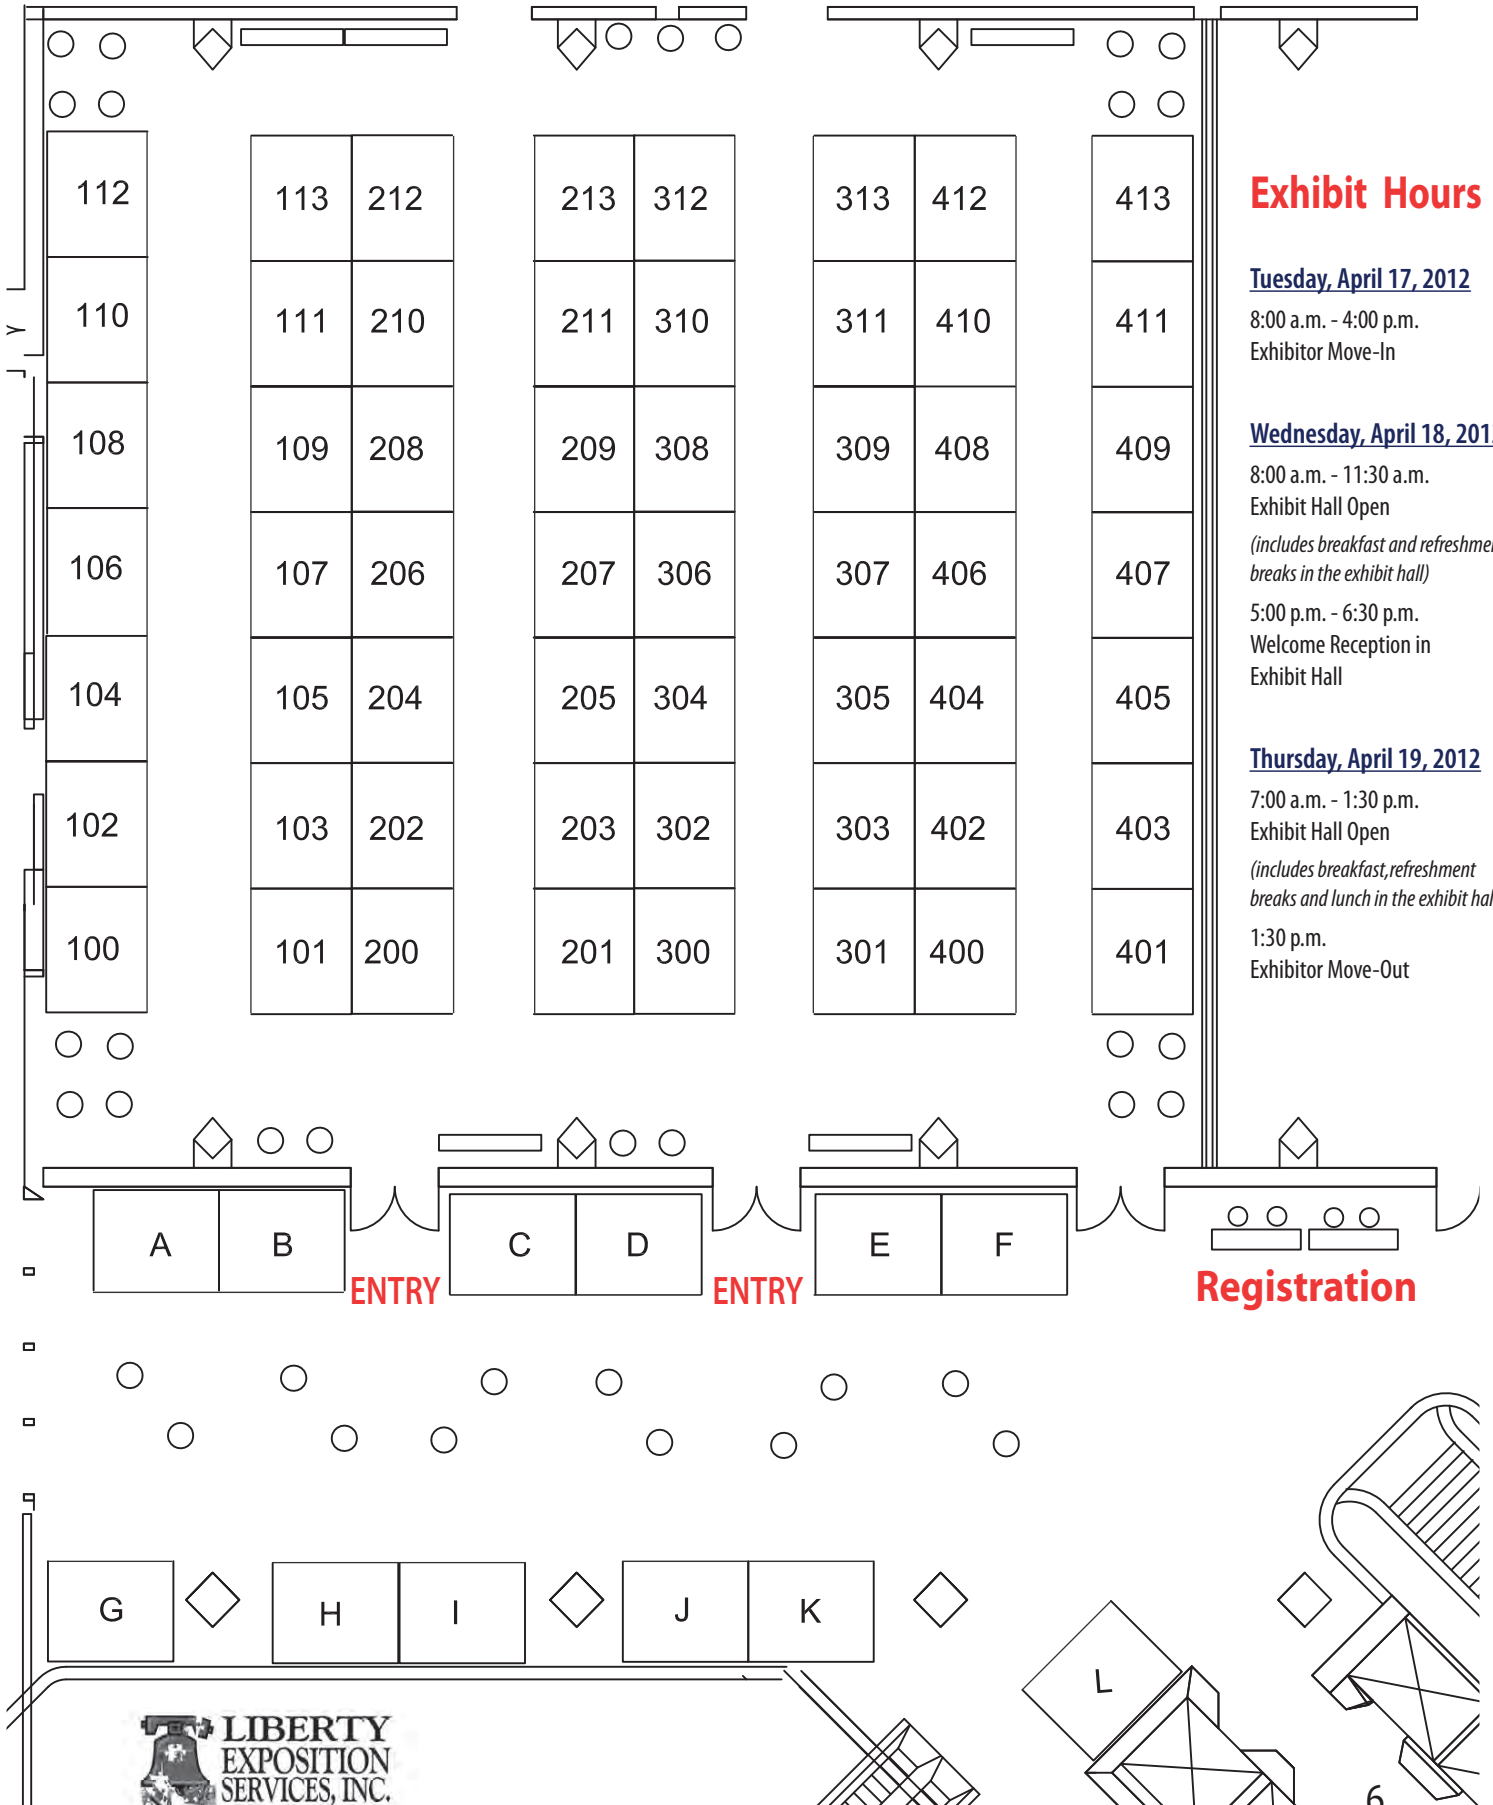 112 113 212 213 312 313 412 413
110 111 210 211 310 311 410 411
108 109 208 209 308 309 408 409
106 107 206 207 306 307 406 407
104 105 204 205 304 305 404 405
102 103 202 203 302 303 402 403
100 101 200 201 300 301 400 401
Exhibit Hours
Tuesday, April 17, 2012
8:00 a.m. - 4:00 p.m.
Exhibitor Move-In
Wednesday, April 18, 201
8:00 a.m. - 11:30 a.m.
Exhibit Hall Open
(includes breakfast and refreshme
breaks in the exhibit hall)
5:00 p.m. - 6:30 p.m.
Welcome Reception in
Exhibit Hall
Thursday, April 19, 2012
7:00 a.m. - 1:30 p.m.
Exhibit Hall Open
(includes breakfast,refreshment
breaks and lunch in the exhibit hal
1:30 p.m.
Exhibitor Move-Out
A B C D E F
ENTRY ENTRY
Registration
G H I J K
L
LIBERTY
EXPOSITION
SERVICES, INC.
6